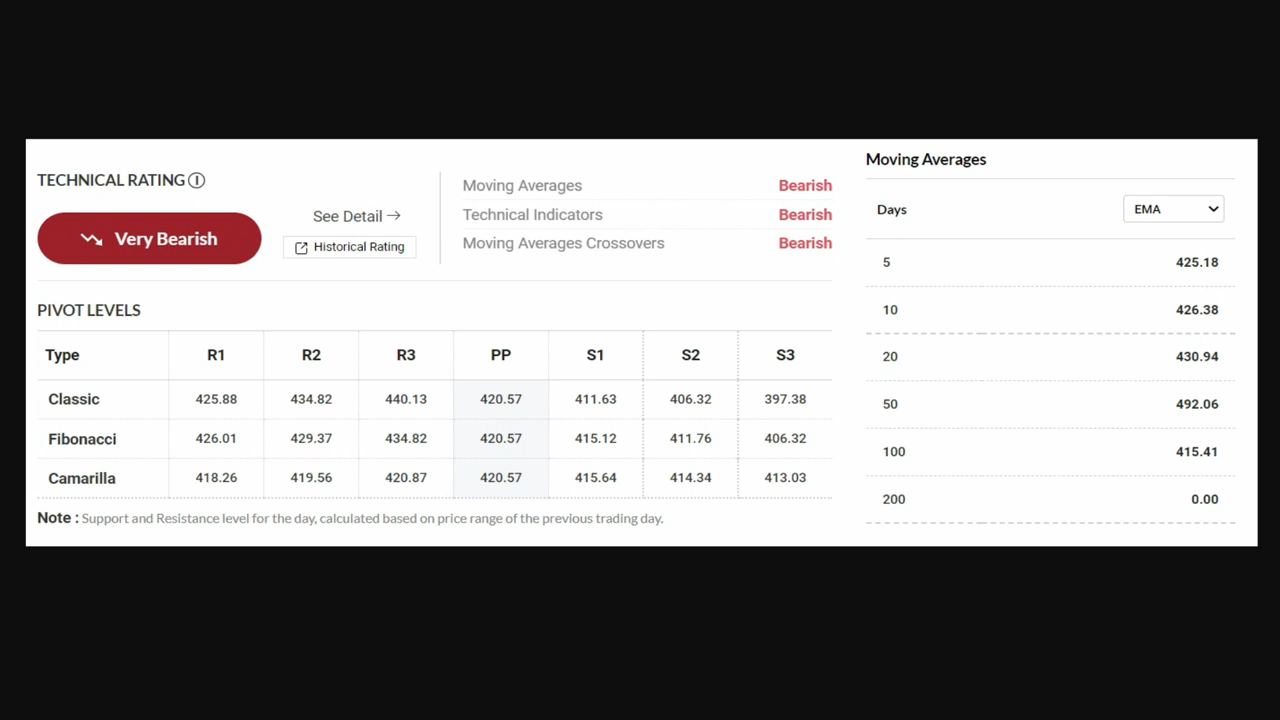 TECHNICAL RATING
Very Bearish
See Detail →
Historical Rating
Moving Averages Bearish
Technical Indicators Bearish
Moving Averages Crossovers Bearish
PIVOT LEVELS
Type R1 R2 R3 PP S1 S2 S3
Classic 425.88 434.82 440.13 420.57 411.63 406.32 397.38
Fibonacci 426.01 429.37 434.82 420.57 415.12 411.76 406.32
Camarilla 418.26 419.56 420.87 420.57 415.64 414.34 413.03
Note : Support and Resistance level for the day, calculated based on price range of the previous trading day.
Moving Averages
Days EMA
5 425.18
10 426.38
20 430.94
50 492.06
100 415.41
200 0.00